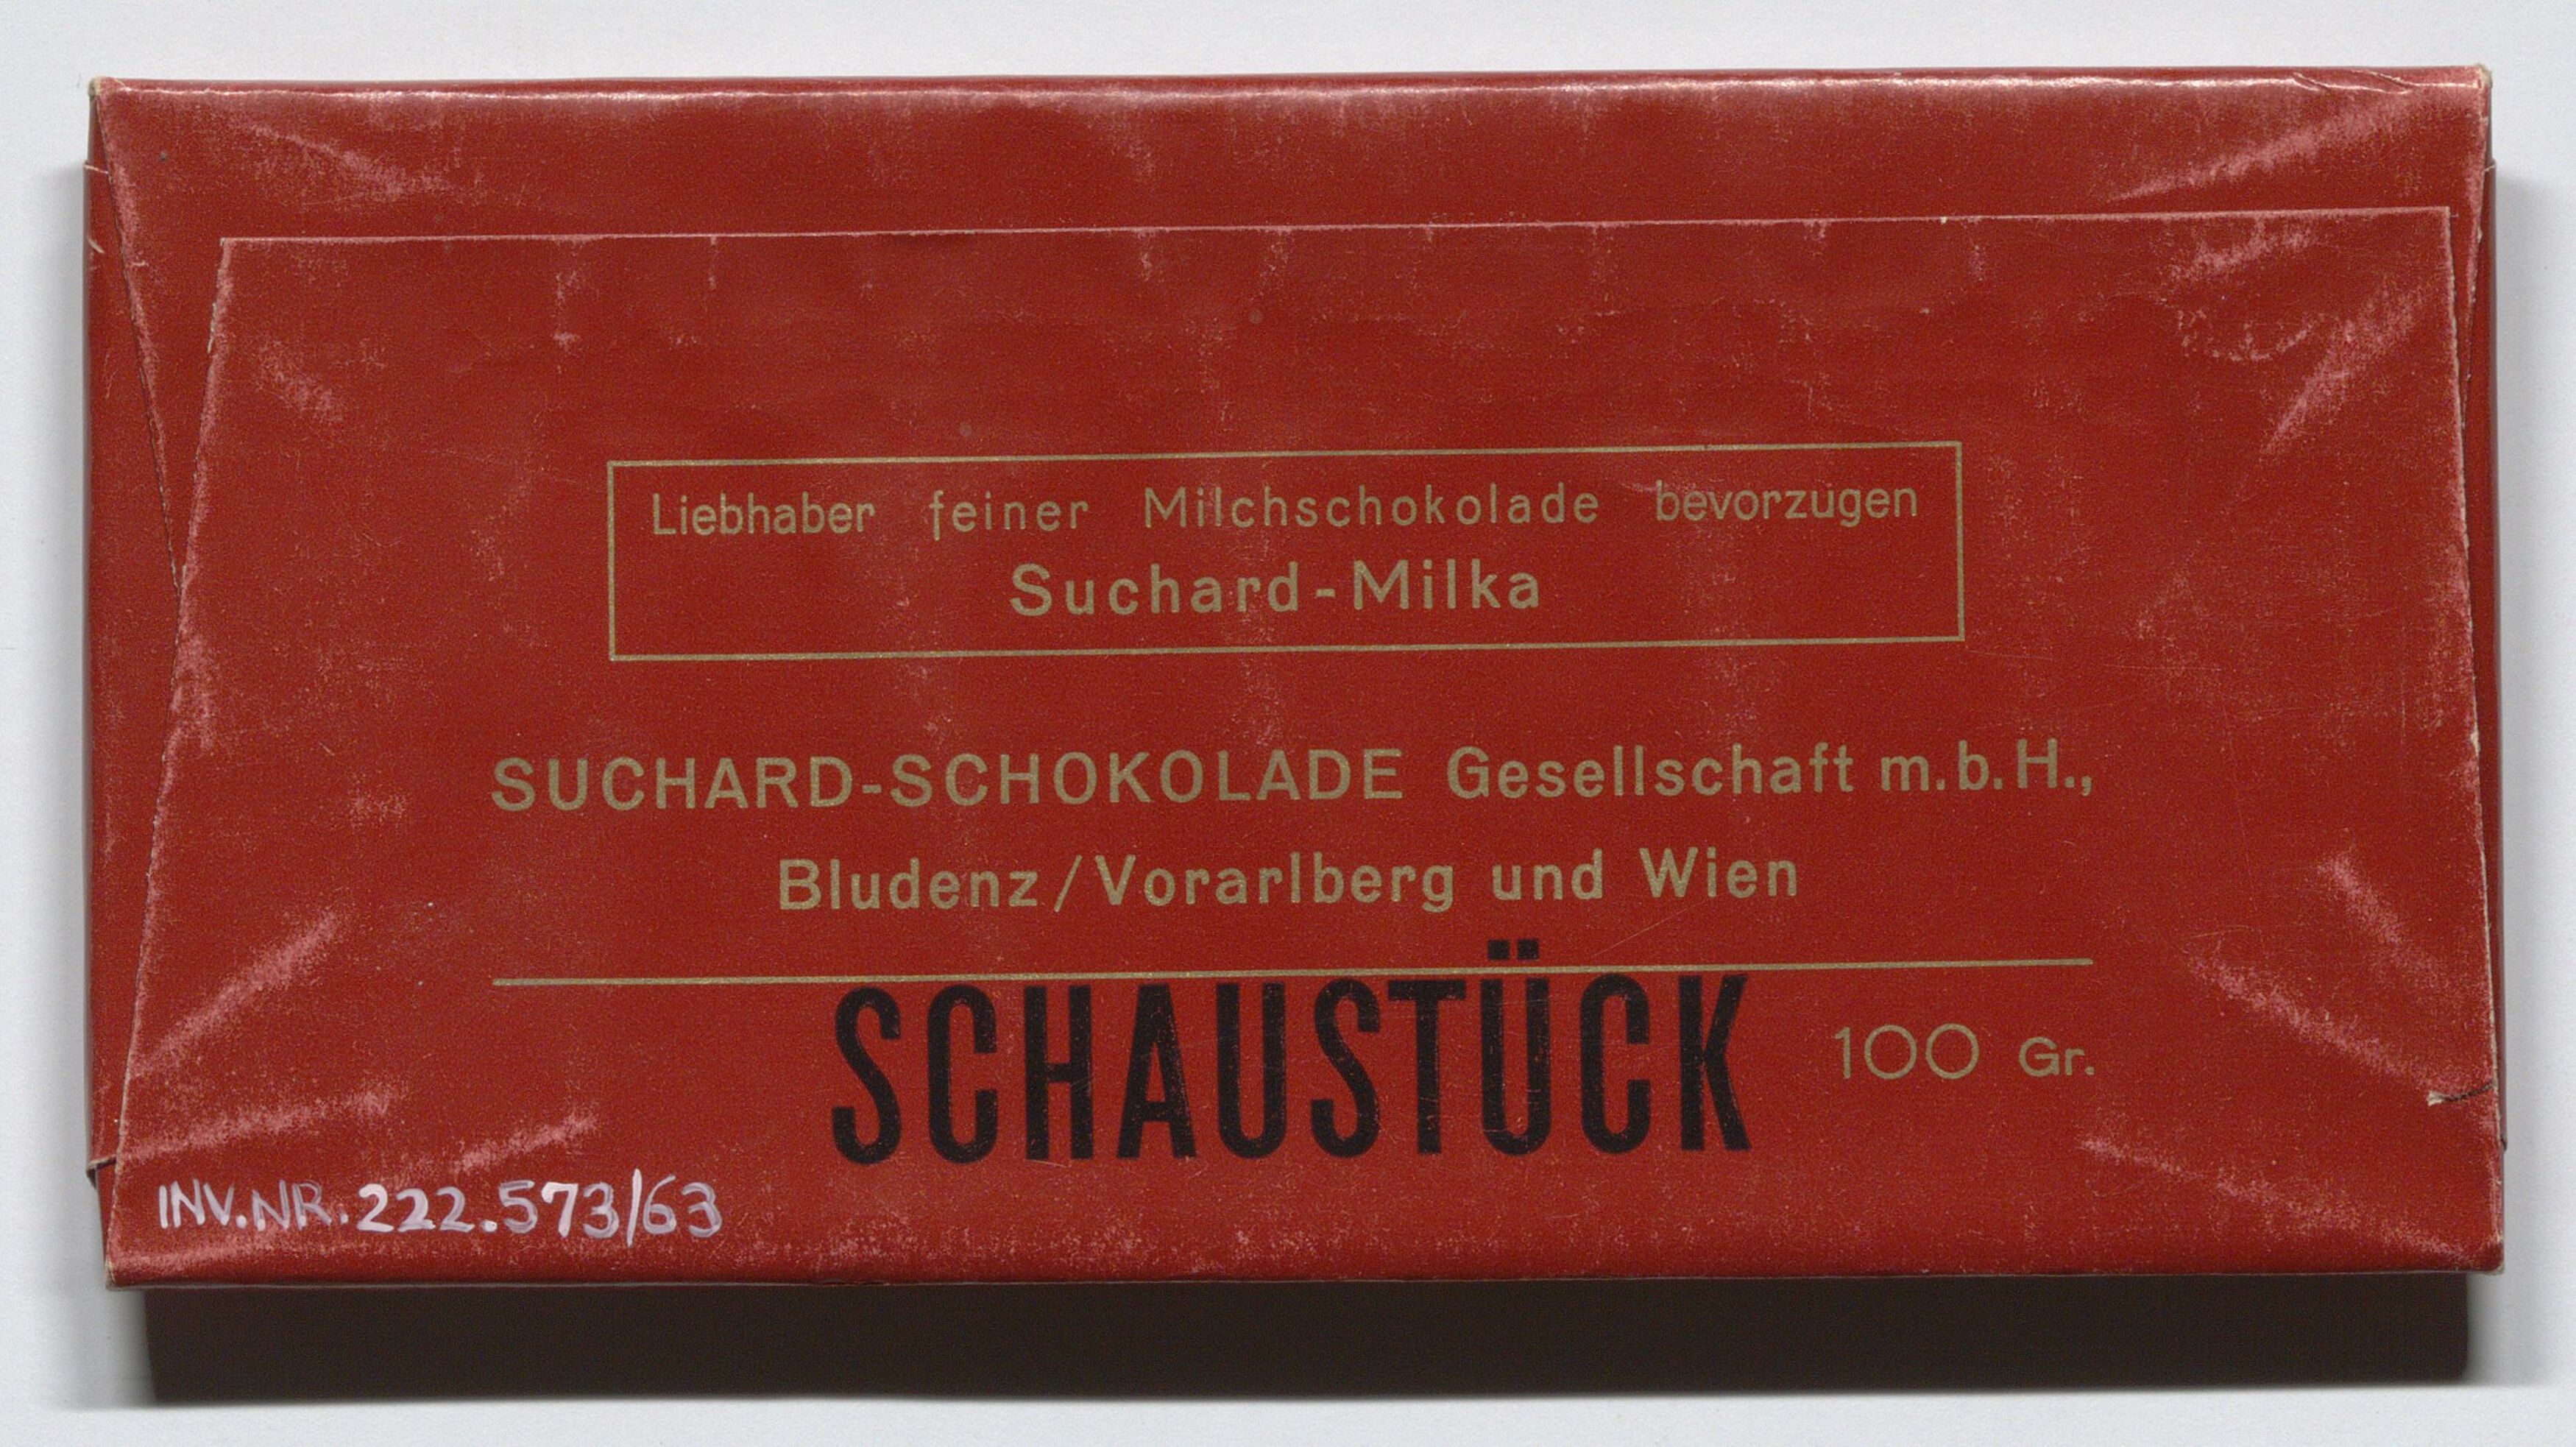 Liebhaber feiner Milchschokolade bevorzugen
Suchard-Milka
SUCHARD-SCHOKOLADE Gesellschaft m.b.H.,
Bludenz/Vorarlberg und Wien
SCHAUSTÜCK
100 Gr.
INV.NR.222.573/63